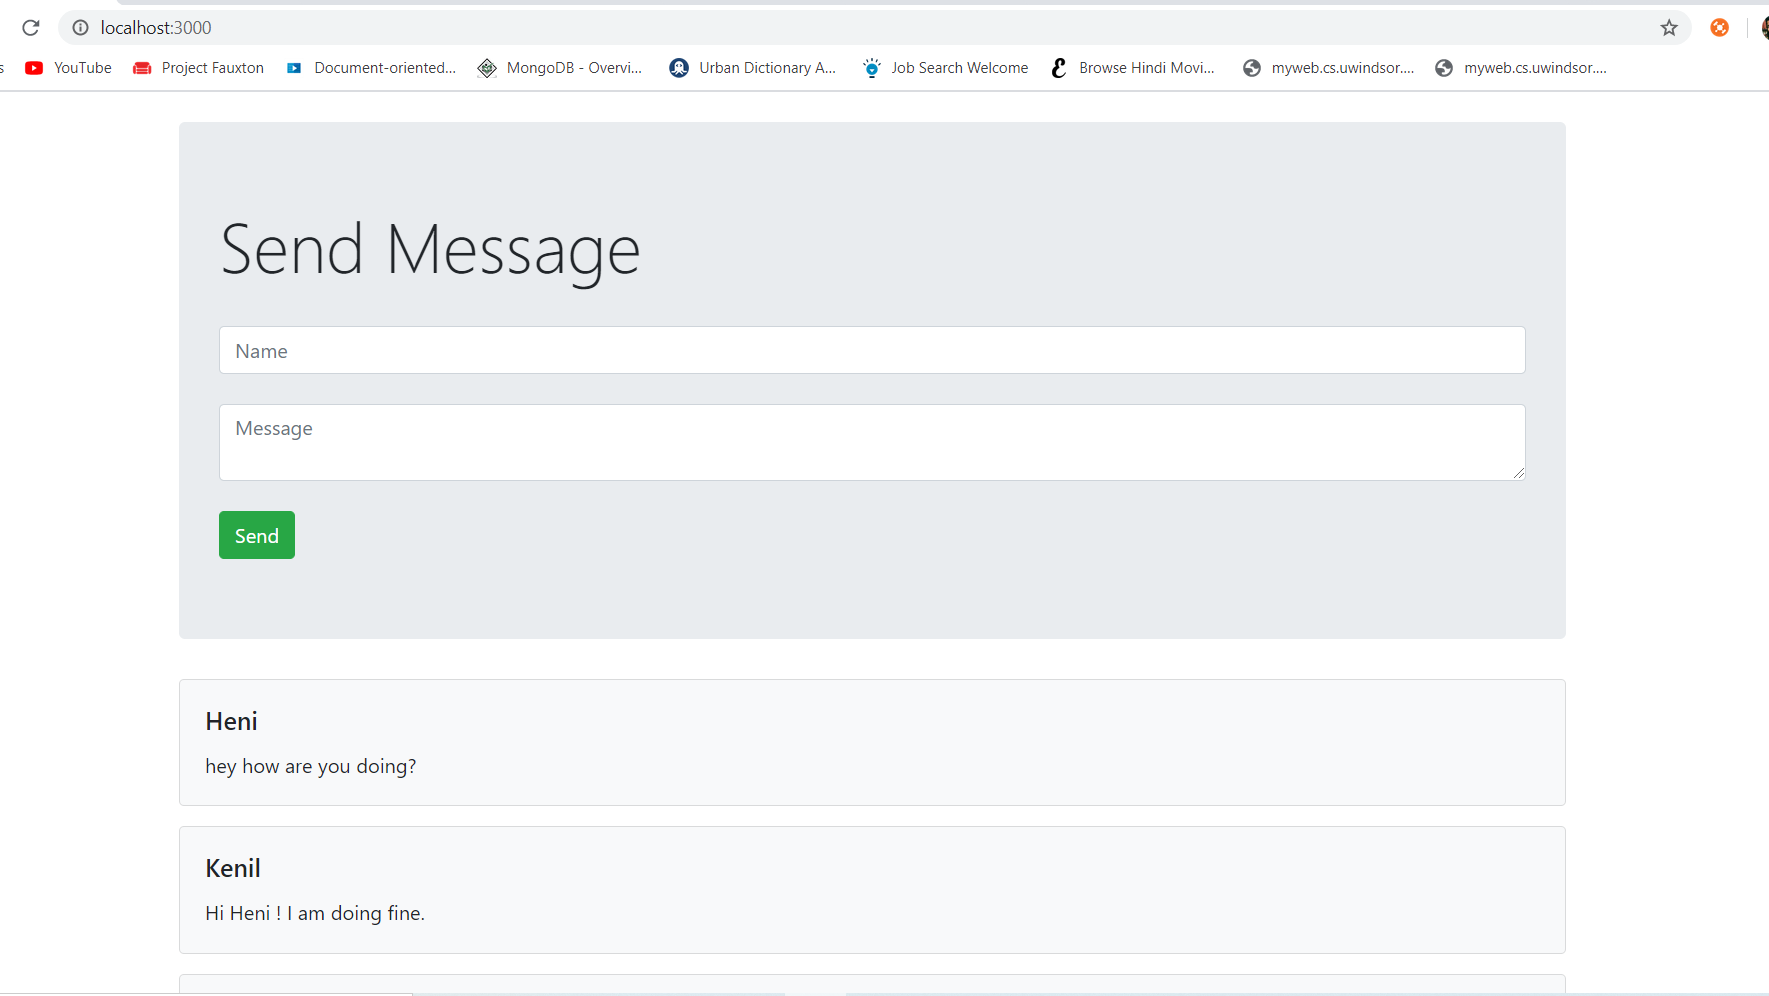 localhost:3000
s YouTube Project Fauxton Document-oriented... MongoDB - Overvi... Urban Dictionary A... Job Search Welcome Browse Hindi Movi... myweb.cs.uwindsor.... myweb.cs.uwindsor....
Send Message
Name
Message
Send
Heni
hey how are you doing?
Kenil
Hi Heni ! I am doing fine.